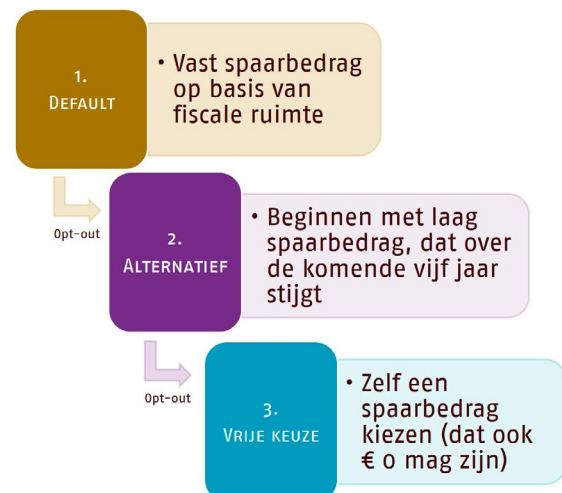 1.
DEFAULT
• Vast spaarbedrag
op basis van
fiscale ruimte
Opt-out
2.
ALTERNATIEF
• Beginnen met laag
spaarbedrag, dat over
de komende vijf jaar
stijgt
Opt-out
3.
VRIJE KEUZE
• Zelf een
spaarbedrag
kiezen (dat ook
€ 0 mag zijn)